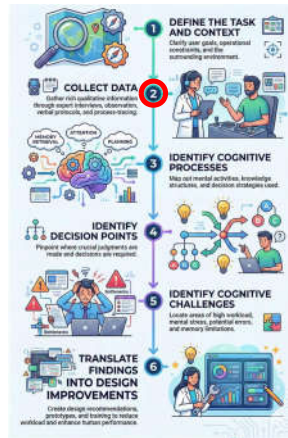 1
DEFINE THE TASK
AND CONTEXT
Clarify user goals, operational
constraints, and the
surrounding environment.
2
COLLECT DATA
Gather rich qualitative information
through expert interviews, observation,
verbal protocols, and process-tracing.
MEMORY
RETRIEVAL
ATTENTION
PLANNING
3
IDENTIFY COGNITIVE
PROCESSES
Map out mental activities, knowledge
structures, and decision strategies used.
4
IDENTIFY
DECISION POINTS
Pinpoint where crucial judgments are
made and decisions are required.
5
IDENTIFY COGNITIVE
CHALLENGES
Locate areas of high workload,
mental stress, potential errors,
and memory limitations.
6
TRANSLATE
FINDINGS
INTO DESIGN
IMPROVEMENTS
Create design recommendations,
prototypes, and training to reduce
workload and enhance human performance.